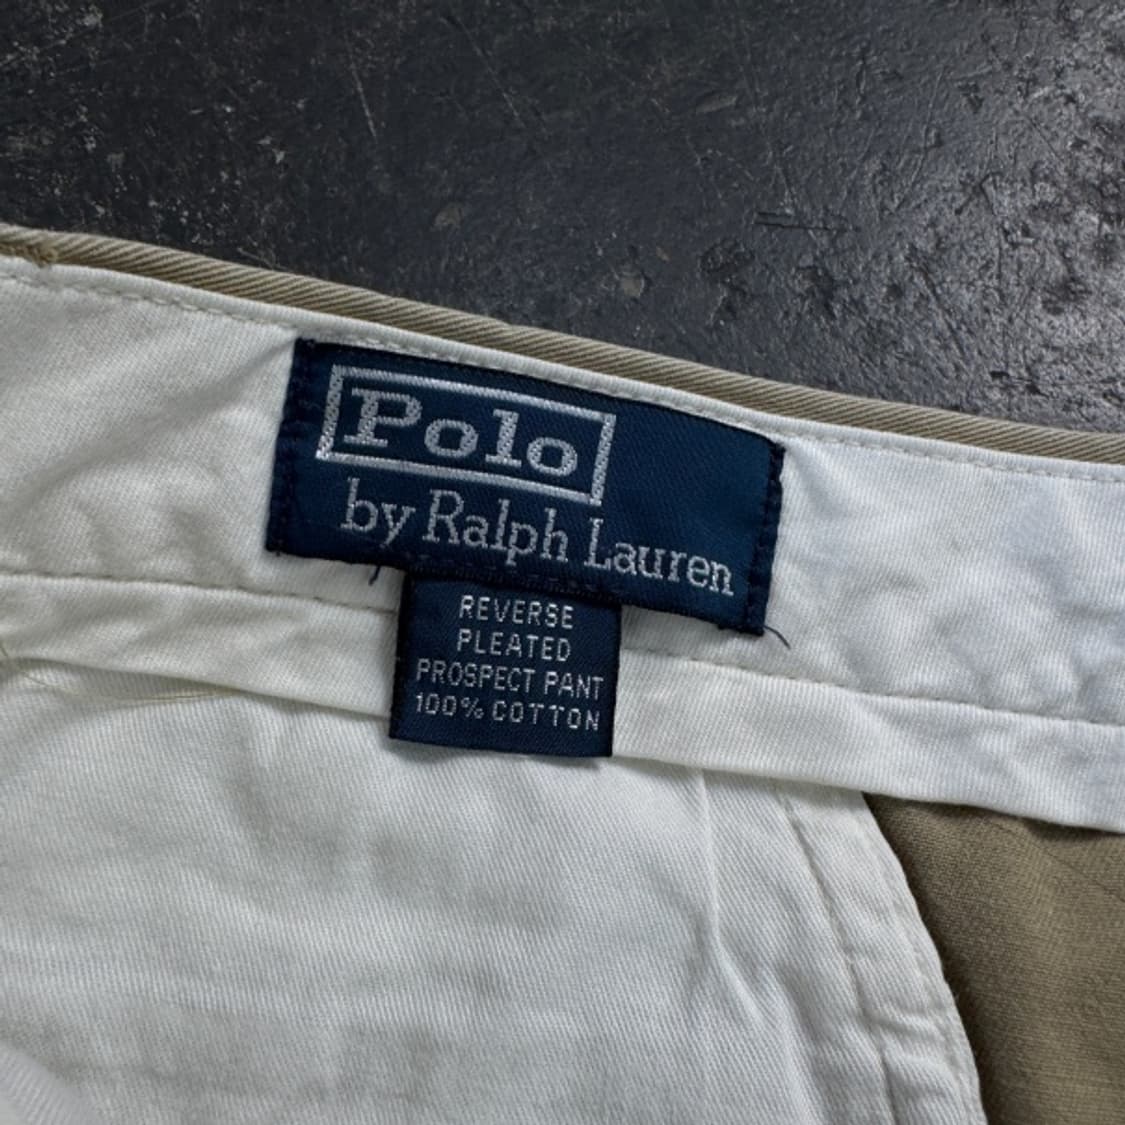 Polo
by Ralph Lauren
REVERSE
PLEATED
PROSPECT PANT
100% COTTON